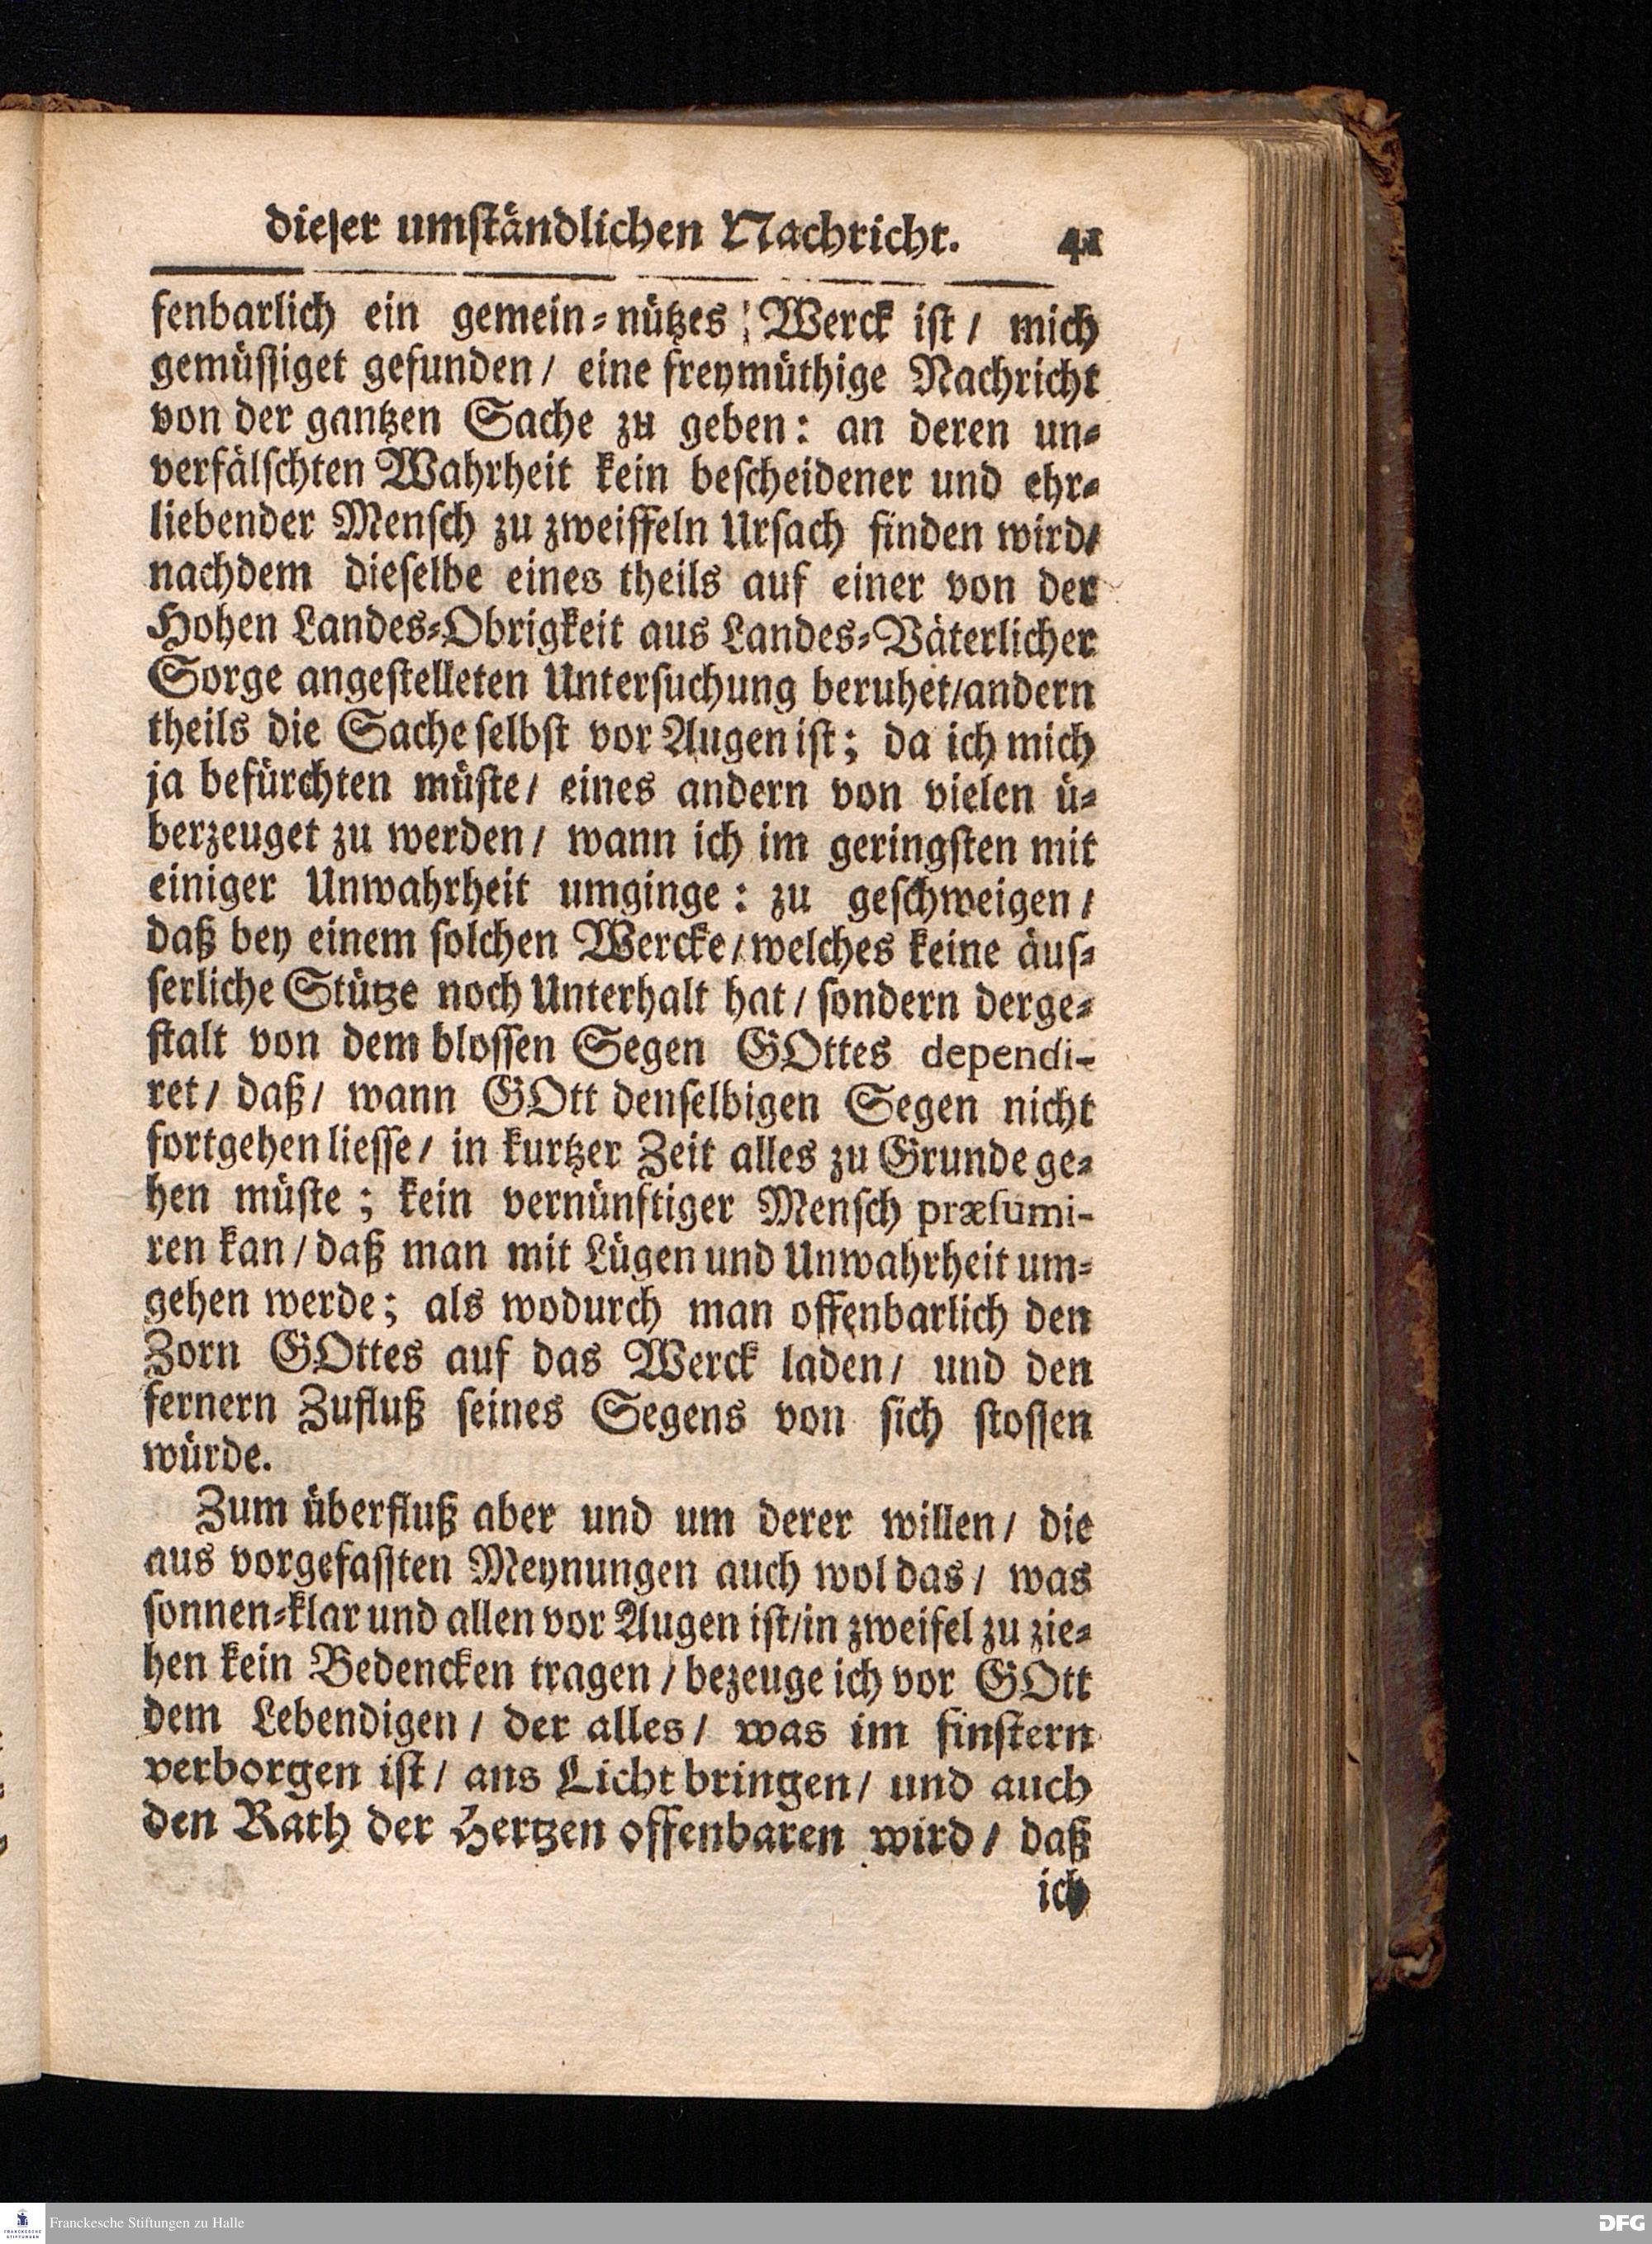 dieſer umſtändlichen Nachricht. 41
fenbarlich ein gemein⸗nützes Werck iſt/ mich
gemüſſiget gefunden/ eine freymüthige Nachricht
von der gantzen Sache zu geben: an deren un⸗
verfälſchten Wahrheit kein beſcheidener und ehr⸗
liebender Menſch zu zweiffeln Urſach finden wird/
nachdem dieſelbe eines theils auf einer von der
Hohen Landes⸗Obrigkeit aus Landes⸗Väterlicher
Sorge angeſtelleten Unterſuchung beruhet/andern
theils die Sache ſelbſt vor Augen iſt; da ich mich
ja befürchten müſte/ eines andern von vielen ü⸗
berzeuget zu werden/ wann ich im geringſten mit
einiger Unwahrheit umginge: zu geſchweigen/
daß bey einem ſolchen Wercke/welches keine äuſ⸗
ſerliche Stütze noch Unterhalt hat/ ſondern derge⸗
ſtalt von dem bloſſen Segen GOttes dependi-
ret/ daß/ wann GOtt denſelbigen Segen nicht
fortgehen lieſſe/ in kurtzer Zeit alles zu Grunde ge⸗
hen müſte; kein vernünftiger Menſch præſumi-
ren kan/daß man mit Lügen und Unwahrheit um⸗
gehen werde; als wodurch man offenbarlich den
Zorn GOttes auf das Werck laden/ und den
fernern Zufluß ſeines Segens von ſich ſtoſſen
würde.
Zum überfluß aber und um derer willen/ die
aus vorgefaſſten Meynungen auch wol das/ was
ſonnen⸗klar und allen vor Augen iſt/in zweifel zu zie⸗
hen kein Bedencken tragen/bezeuge ich vor GOtt
dem Lebendigen/ der alles/ was im finſtern
verborgen iſt/ ans Licht bringen/ und auch
den Rath der Hertzen offenbaren wird/ daß
ich
Franckesche Stiftungen zu Halle
FRANCKESCHE STIFTUNGEN
DFG